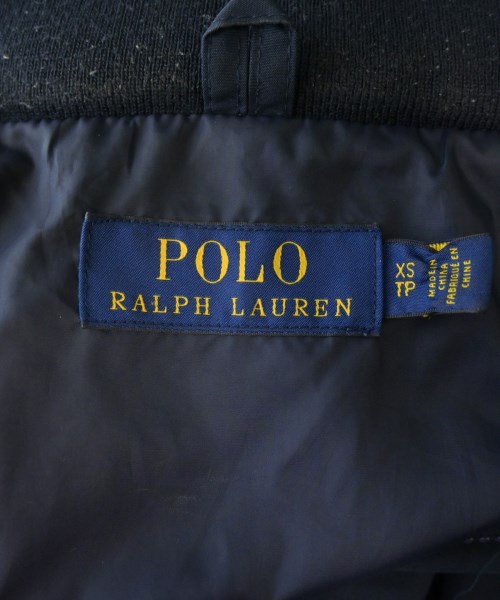 POLO
RALPH LAUREN
XS
TP
MADE IN
CHINA
FABRIQUÉ EN
CHINE